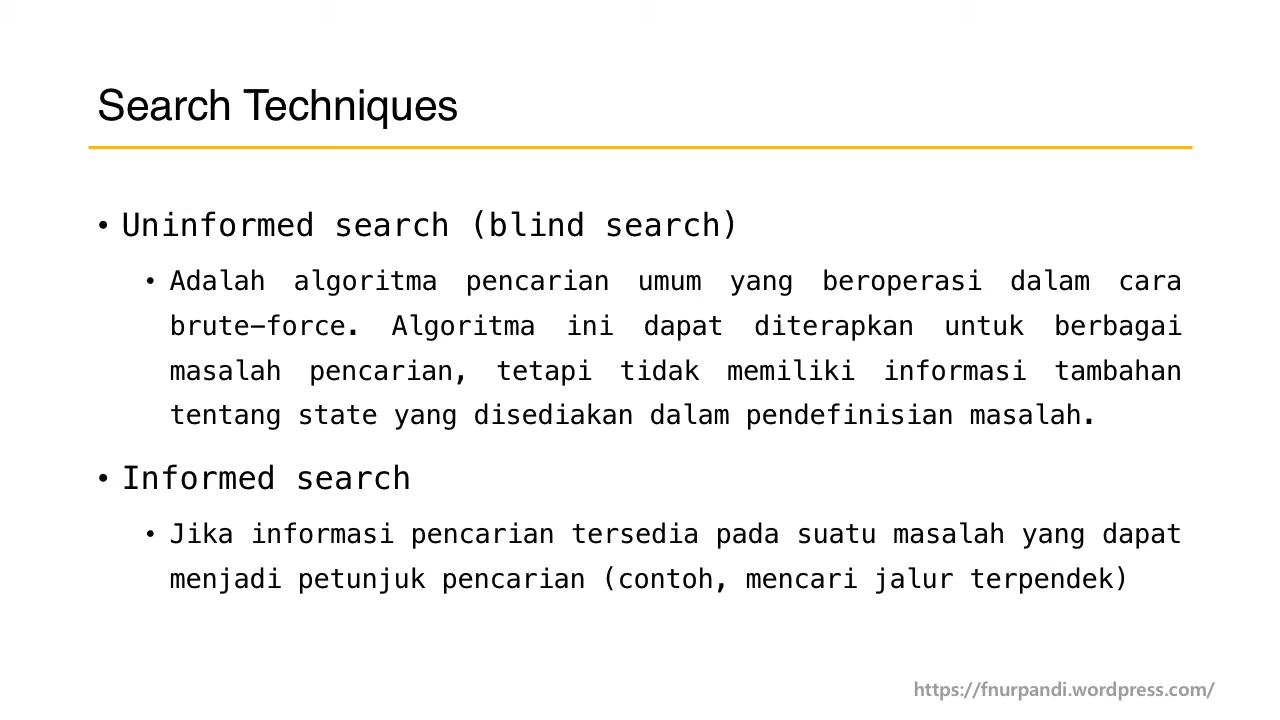 Search Techniques
• Uninformed search (blind search)
• Adalah algoritma pencarian umum yang beroperasi dalam cara
brute-force. Algoritma ini dapat diterapkan untuk berbagai
masalah pencarian, tetapi tidak memiliki informasi tambahan
tentang state yang disediakan dalam pendefinisian masalah.
• Informed search
• Jika informasi pencarian tersedia pada suatu masalah yang dapat
menjadi petunjuk pencarian (contoh, mencari jalur terpendek)
https://fnurpandi.wordpress.com/